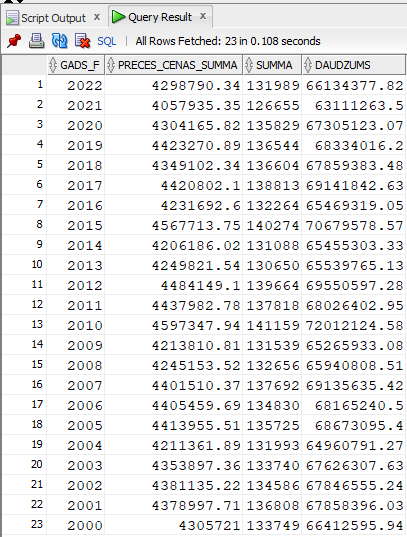 Script Output × Query Result ×
SQL | All Rows Fetched: 23 in 0.108 seconds
GADS_F PRECES_CENAS_SUMMA SUMMA DAUDZUMS
1 2022 4298790.34 131989 66134377.82
2 2021 4057935.35 126655 63111263.5
3 2020 4304165.82 135829 67305123.07
4 2019 4423270.89 136544 68334016.2
5 2018 4349102.34 136604 67859383.48
6 2017 4420802.1 138813 69141842.63
7 2016 4231692.6 132264 65469319.05
8 2015 4567713.75 140274 70679578.57
9 2014 4206186.02 131088 65455303.33
10 2013 4249821.54 130650 65539765.13
11 2012 4484149.1 139664 69550597.28
12 2011 4437982.78 137818 68026402.95
13 2010 4597347.94 141159 72012124.58
14 2009 4213810.81 131539 65265933.08
15 2008 4245153.52 132656 65940808.51
16 2007 4401510.37 137692 69135635.42
17 2006 4405459.69 134830 68165240.5
18 2005 4413955.51 135725 68673095.4
19 2004 4211361.89 131993 64960791.27
20 2003 4353897.36 133740 67626307.63
21 2002 4381135.22 134586 67846555.24
22 2001 4378997.71 136808 67858396.03
23 2000 4305721 133749 66412595.94